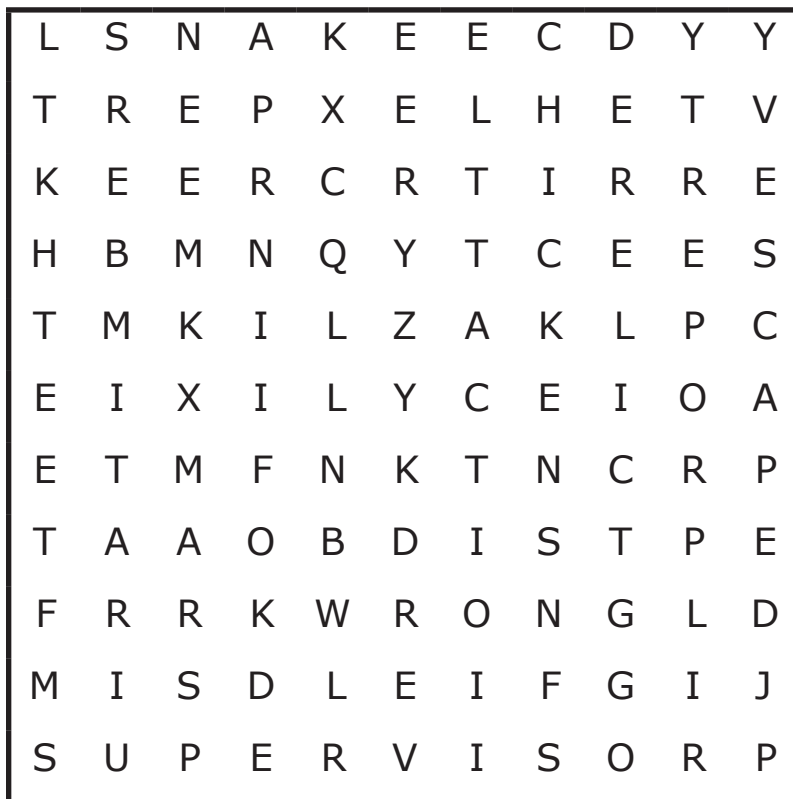 L S N A K E E C D Y Y
T R E P X E L H E T V
K E E R C R T I R R E
H B M N Q Y T C E E S
T M K I L Z A K L P C
E I X I L Y C E I O A
E T M F N K T N C R P
T A A O B D I S T P E
F R R K W R O N G L D
M I S D L E I F G I J
S U P E R V I S O R P